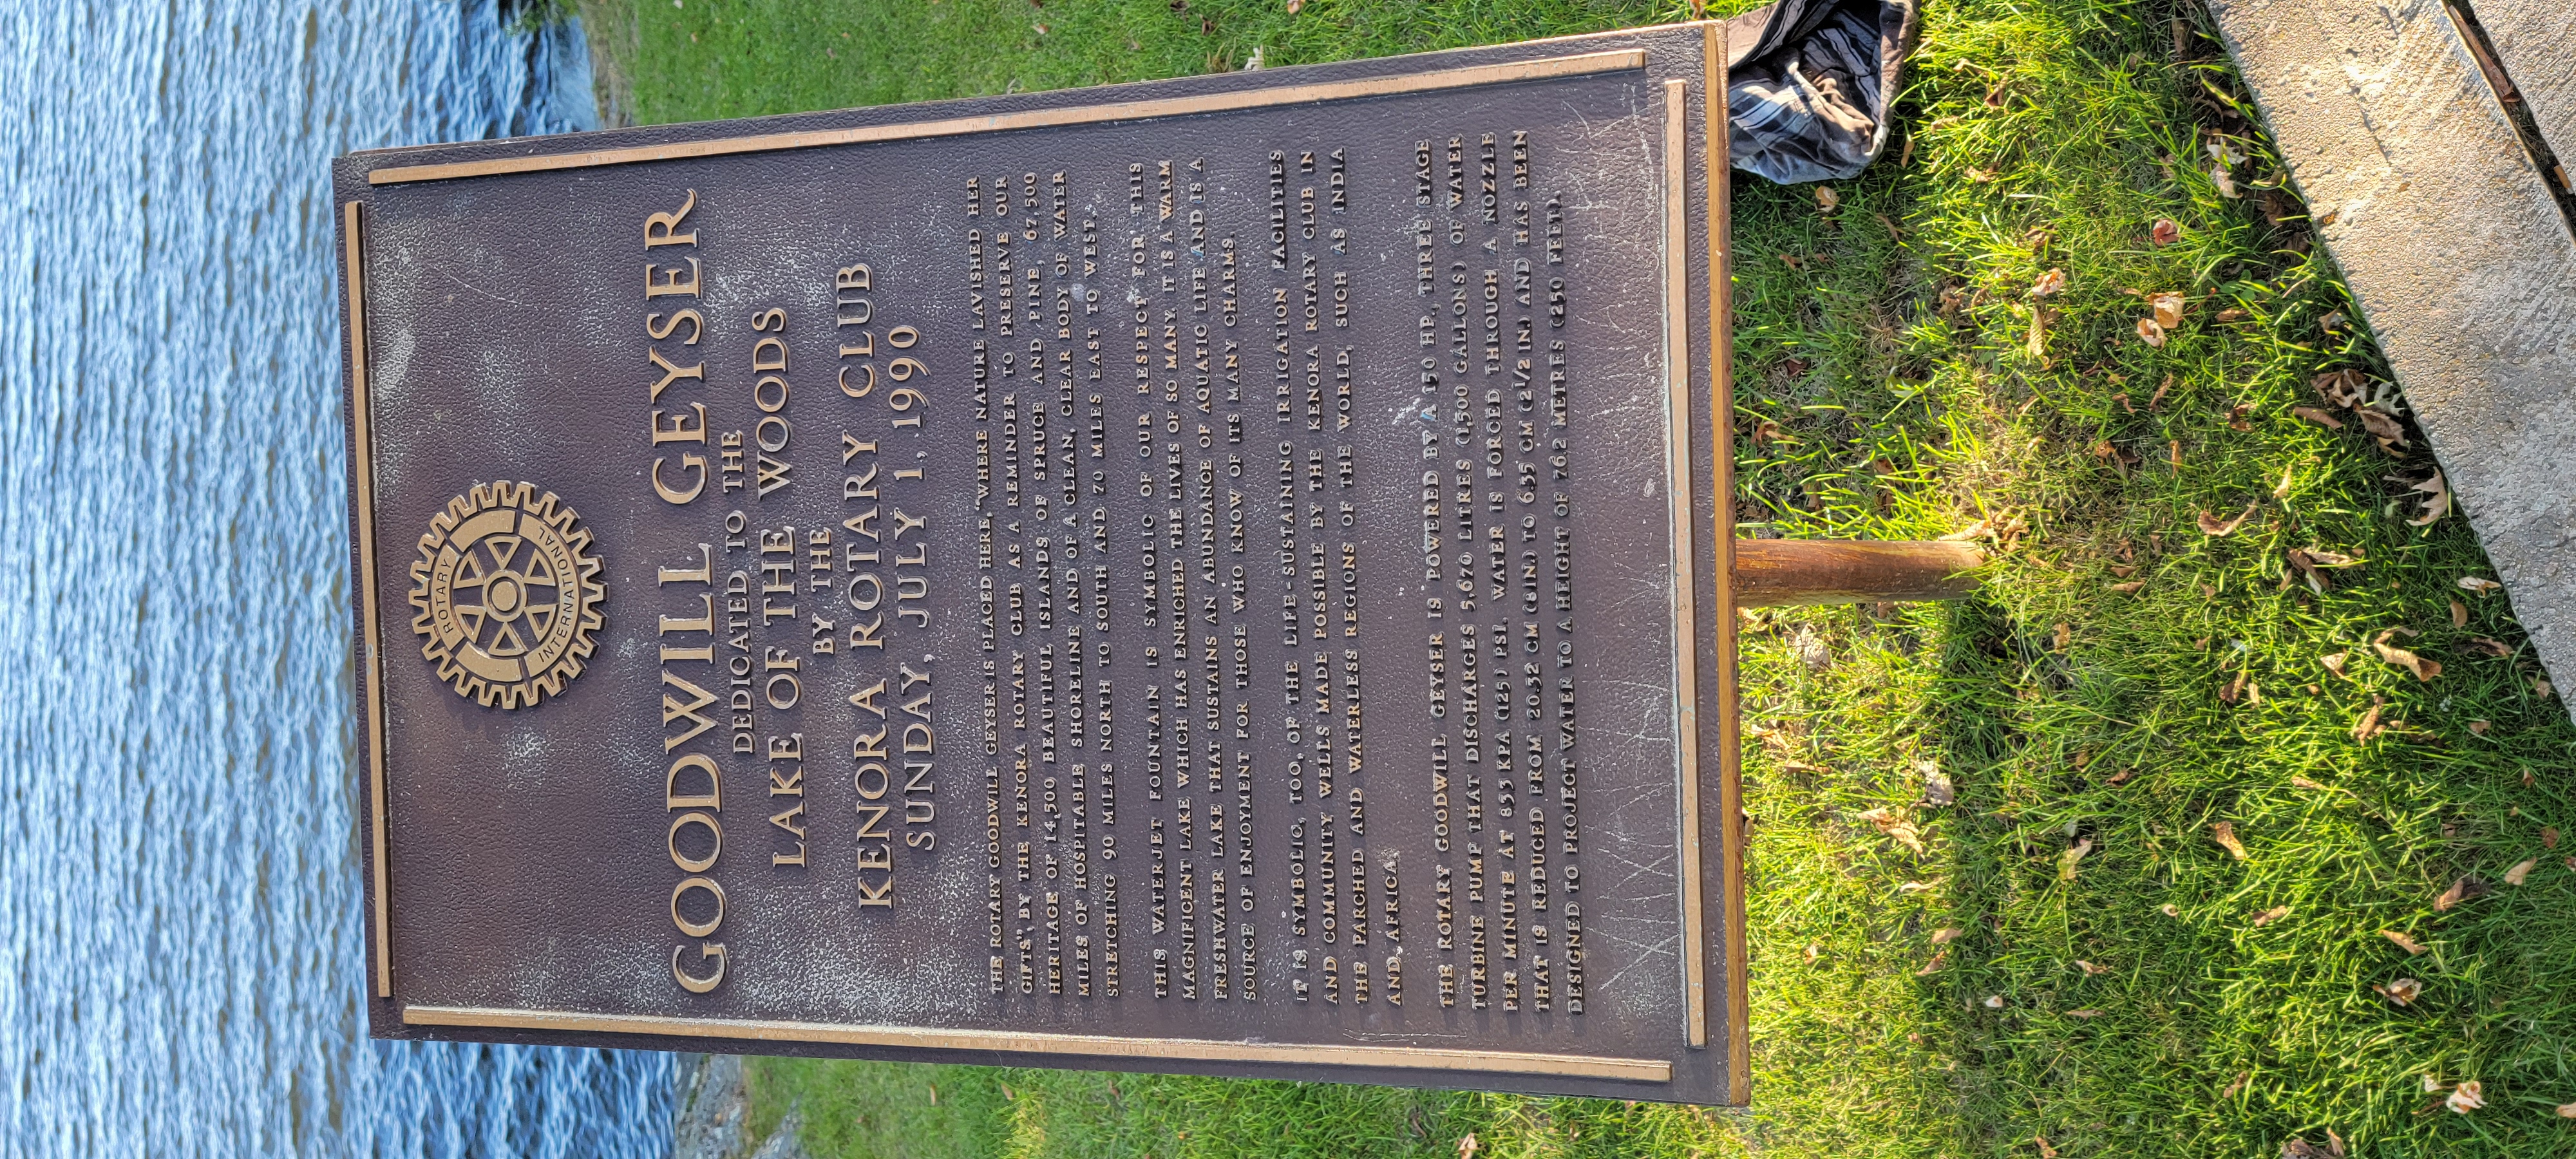 ROTARY
INTERNATIONAL
GOODWILL GEYSER
DEDICATED TO THE
LAKE OF THE WOODS
BY THE
KENORA ROTARY CLUB
SUNDAY, JULY 1, 1990
THE ROTARY GOODWILL GEYSER IS PLACED HERE, "WHERE NATURE LAVISHED HER
GIFTS", BY THE KENORA ROTARY CLUB AS A REMINDER TO PRESERVE OUR
HERITAGE OF 14,500 BEAUTIFUL ISLANDS OF SPRUCE AND PINE, 67,500
MILES OF HOSPITABLE SHORELINE AND OF A CLEAN, CLEAR BODY OF WATER
STRETCHING 90 MILES NORTH TO SOUTH AND 70 MILES EAST TO WEST.
THIS WATERJET FOUNTAIN IS SYMBOLIC OF OUR RESPECT FOR THIS
MAGNIFICENT LAKE WHICH HAS ENRICHED THE LIVES OF SO MANY. IT IS A WARM
FRESHWATER LAKE THAT SUSTAINS AN ABUNDANCE OF AQUATIC LIFE AND IS A
SOURCE OF ENJOYMENT FOR THOSE WHO KNOW OF ITS MANY CHARMS.
IT IS SYMBOLIC, TOO, OF THE LIFE-SUSTAINING IRRIGATION FACILITIES
AND COMMUNITY WELLS MADE POSSIBLE BY THE KENORA ROTARY CLUB IN
THE PARCHED AND WATERLESS REGIONS OF THE WORLD, SUCH AS INDIA
AND AFRICA.
THE ROTARY GOODWILL GEYSER IS POWERED BY A 150 HP., THREE STAGE
TURBINE PUMP THAT DISCHARGES 5,670 LITRES (1,500 GALLONS) OF WATER
PER MINUTE AT 833 KPA (125) PSI. WATER IS FORCED THROUGH A NOZZLE
THAT IS REDUCED FROM 20.32 CM (8 IN.) TO 6.35 CM (2 1/2 IN.) AND HAS BEEN
DESIGNED TO PROJECT WATER TO A HEIGHT OF 76.2 METRES (250 FEET).